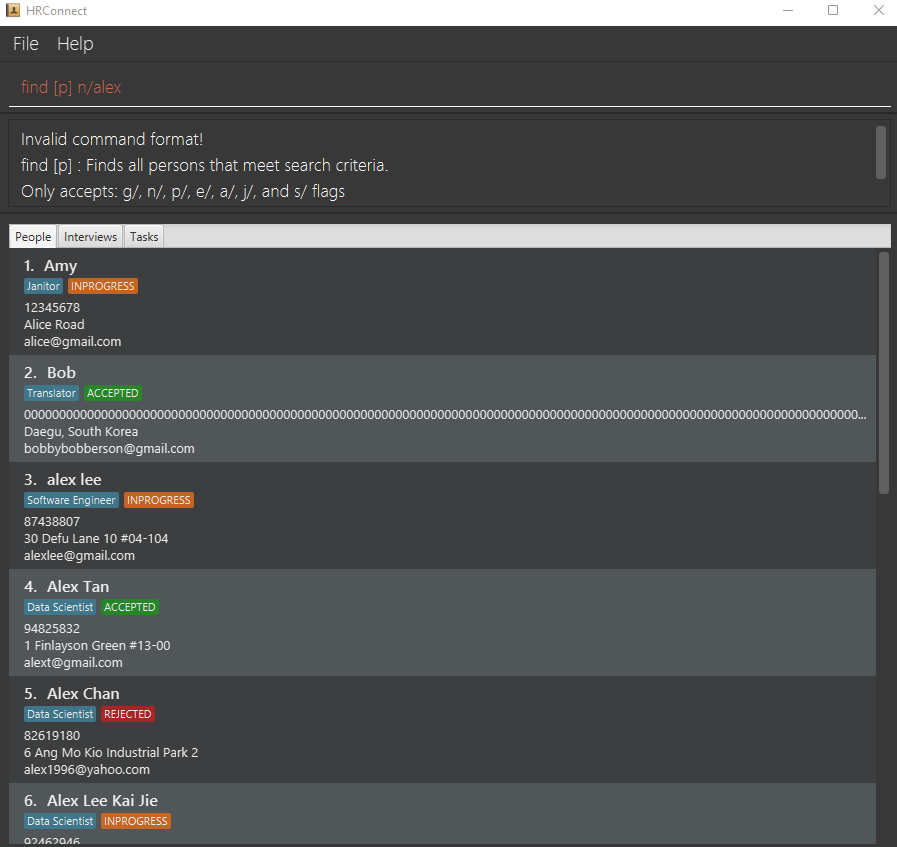 HRConnect
File Help
find [p] n/alex
Invalid command format!
find [p] : Finds all persons that meet search criteria.
Only accepts: g/, n/, p/, e/, a/, j/, and s/ flags
People Interviews Tasks
1. Amy
Janitor INPROGRESS
12345678
Alice Road
alice@gmail.com
2. Bob
Translator ACCEPTED
Daegu, South Korea
bobbybobberson@gmail.com
3. alex lee
Software Engineer INPROGRESS
87438807
30 Defu Lane 10 #04-104
alexlee@gmail.com
4. Alex Tan
Data Scientist ACCEPTED
94825832
1 Finlayson Green #13-00
alext@gmail.com
5. Alex Chan
Data Scientist REJECTED
82619180
6 Ang Mo Kio Industrial Park 2
alex1996@yahoo.com
6. Alex Lee Kai Jie
Data Scientist INPROGRESS
92462946